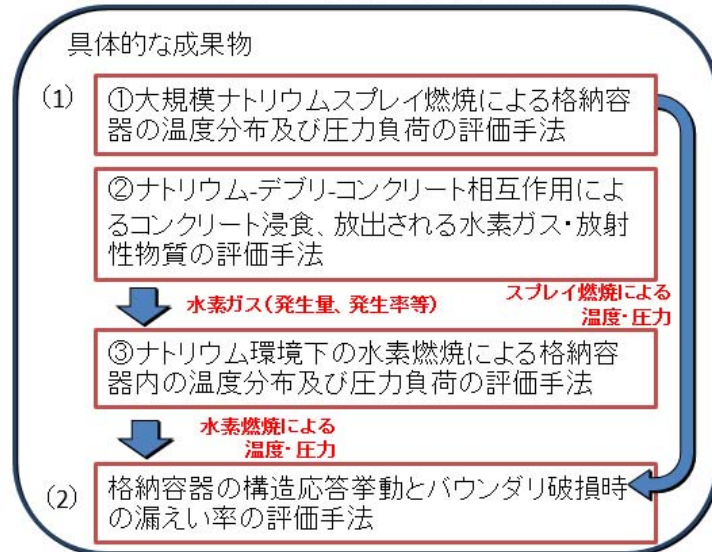 具体的な成果物
(1)
①大規模ナトリウムスプレイ燃焼による格納容
器の温度分布及び圧力負荷の評価手法
②ナトリウム-デブリ-コンクリート相互作用によ
るコンクリート浸食、放出される水素ガス・放射
性物質の評価手法
水素ガス(発生量、発生率等)
スプレイ燃焼による
温度・圧力
③ナトリウム環境下の水素燃焼による格納容
器内の温度分布及び圧力負荷の評価手法
水素燃焼による
温度・圧力
(2)
格納容器の構造応答挙動とバウンダリ破損時
の漏えい率の評価手法